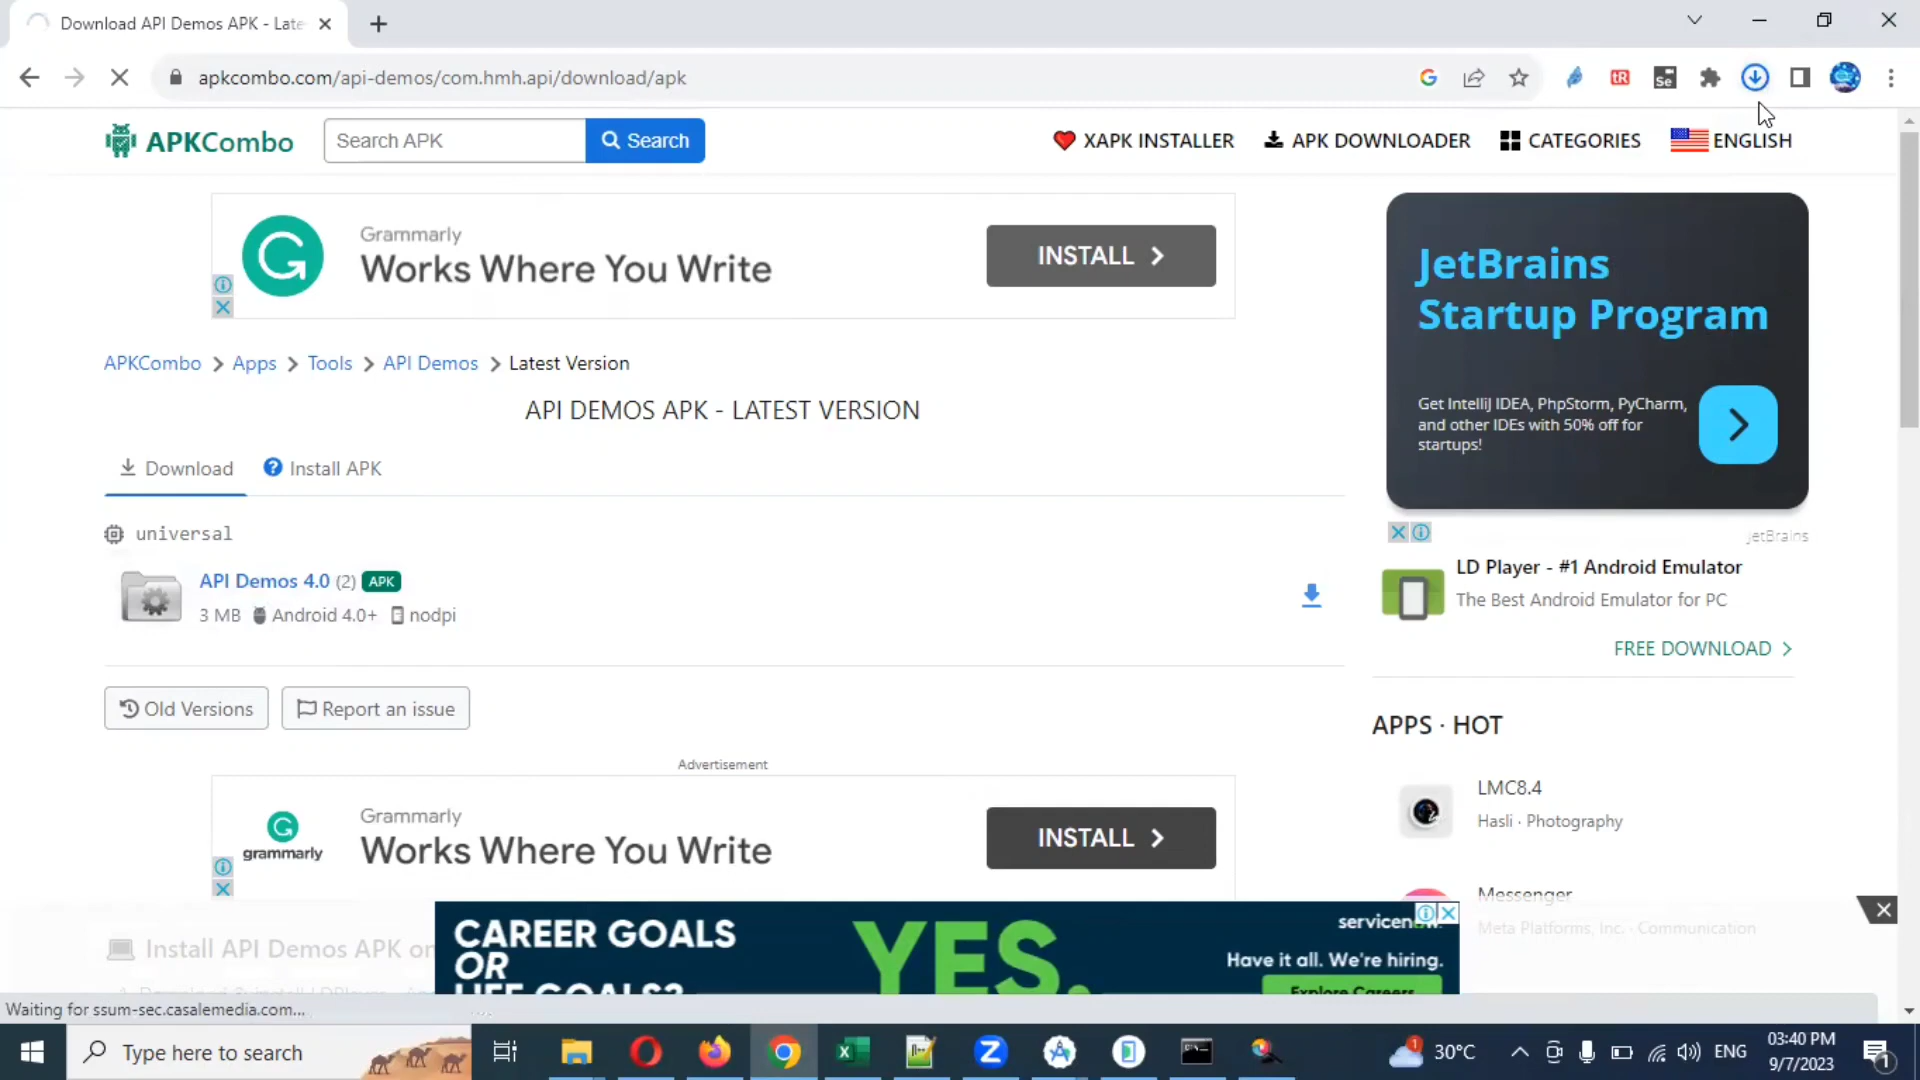 Download API Demos APK - Late
apkcombo.com/api-demos/com.hmh.api/download/apk
tR
Se
APKCombo
Search APK
Search
XAPK INSTALLER
APK DOWNLOADER
CATEGORIES
ENGLISH
Grammarly
Works Where You Write
INSTALL
JetBrains
Startup Program
Get IntelliJ IDEA, PhpStorm, PyCharm,
and other IDEs with 50% off for
startups!
JetBrains
APKCombo
Apps
Tools
API Demos
Latest Version
API DEMOS APK - LATEST VERSION
Download
Install APK
universal
API Demos 4.0 (2) APK
3 MB Android 4.0+ nodpi
LD Player - #1 Android Emulator
The Best Android Emulator for PC
FREE DOWNLOAD
Old Versions
Report an issue
APPS · HOT
LMC8.4
Hasli · Photography
Messenger
Meta Platforms, Inc. · Communication
Advertisement
Grammarly
grammarly
Works Where You Write
INSTALL
Install API Demos APK on
CAREER GOALS
OR
LIFE GOALS?
YES.
servicenow.
Have it all. We're hiring.
Explore Careers
Waiting for ssum-sec.casalemedia.com...
Type here to search
30°C
ENG
03:40 PM
9/7/2023
1